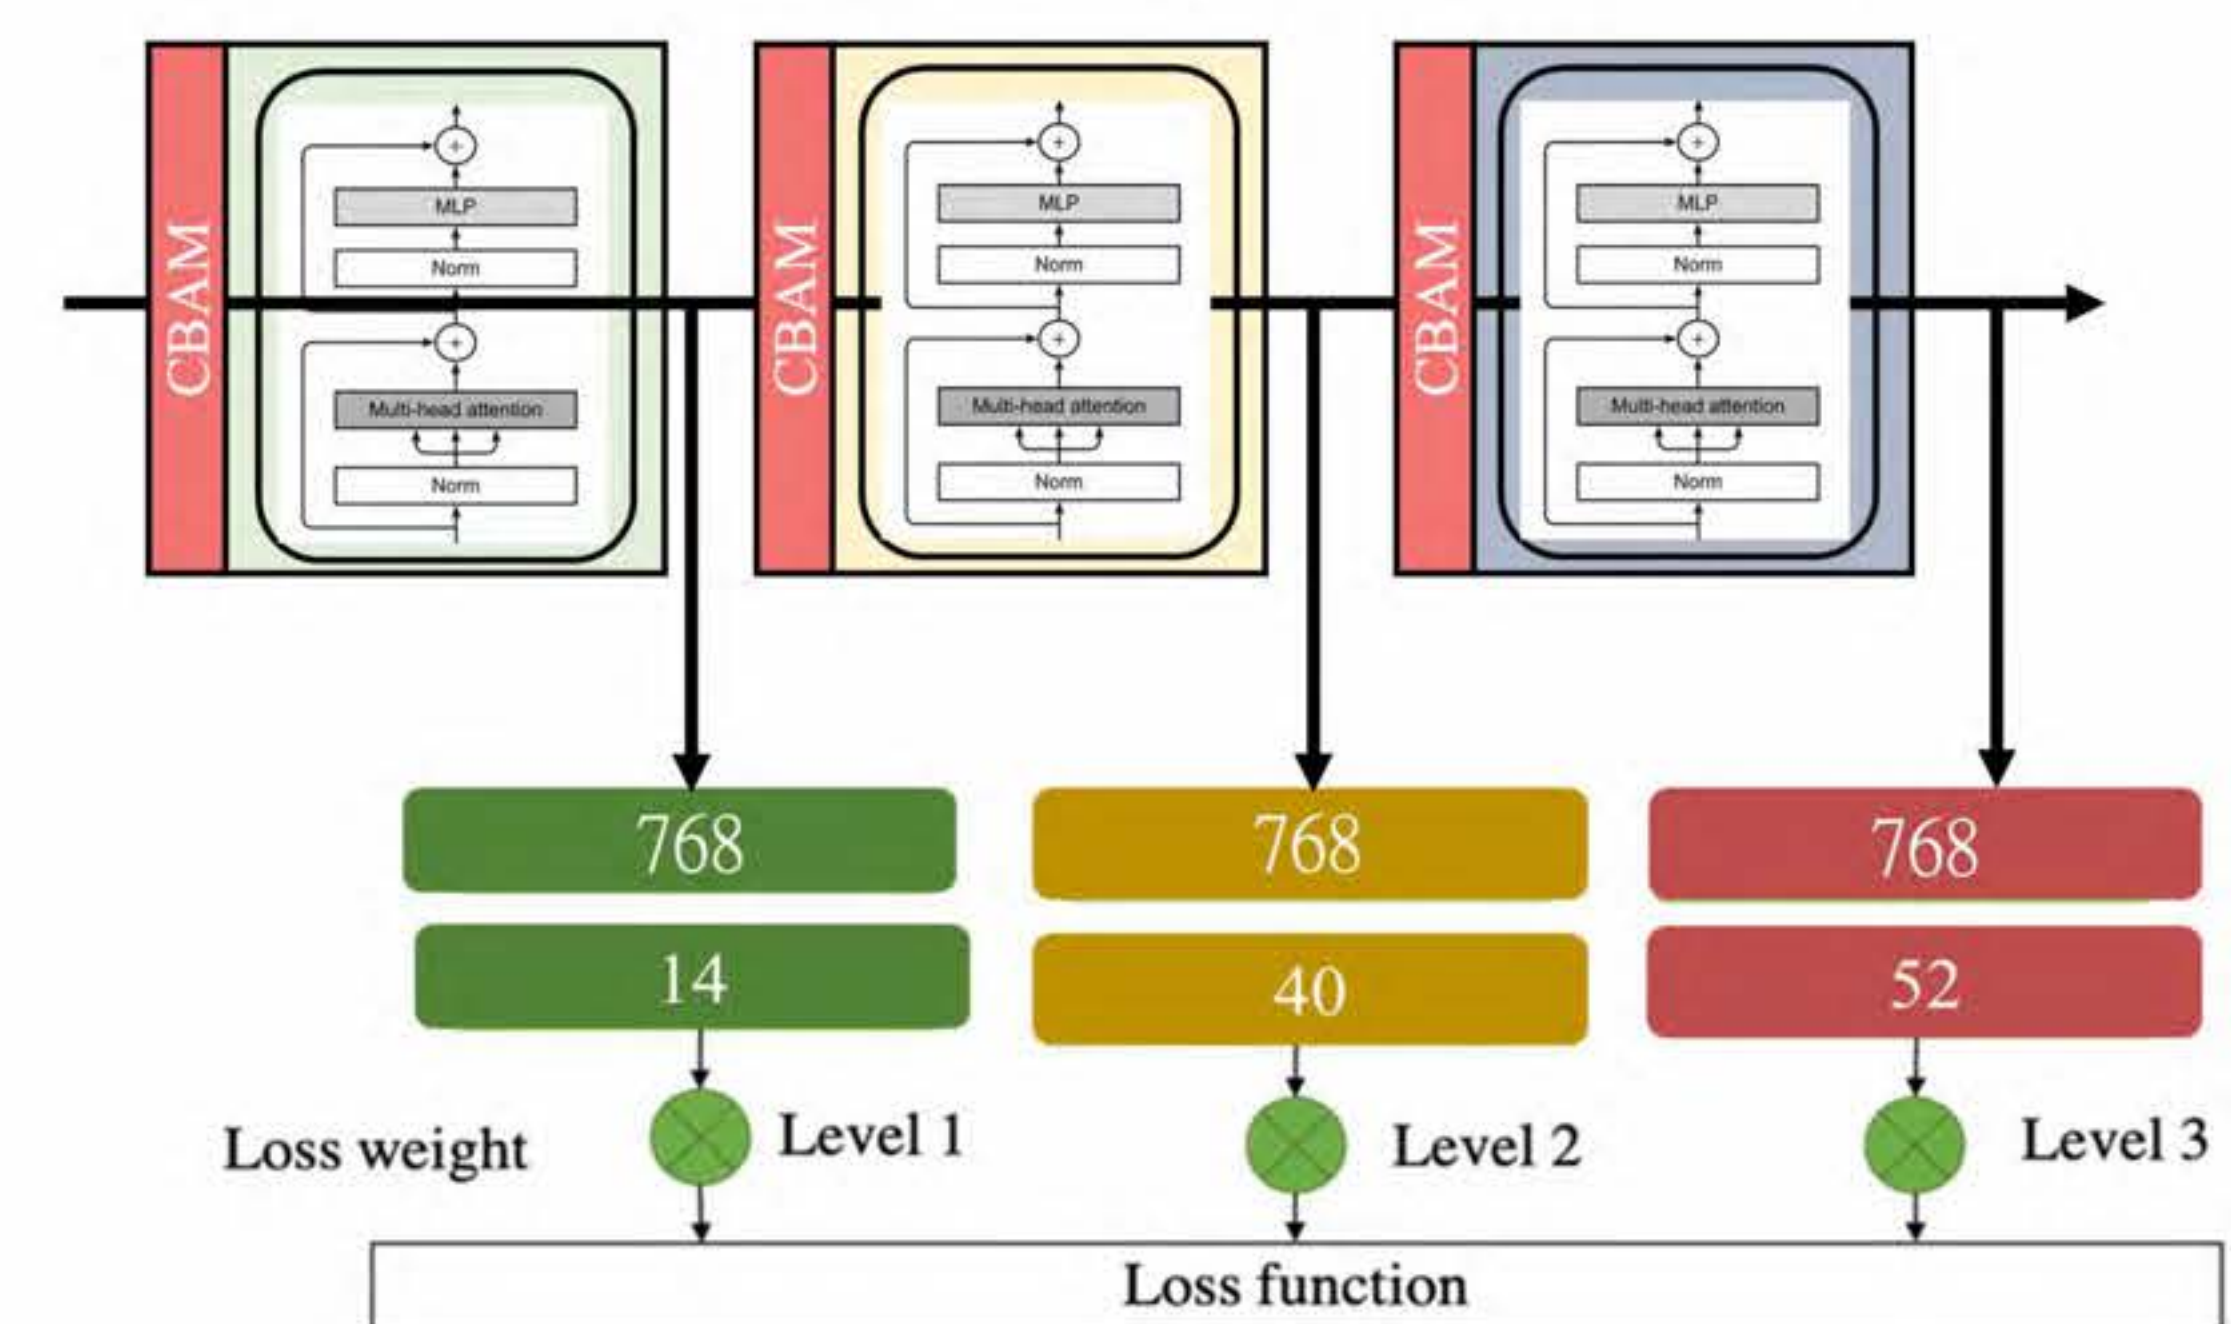 CBAM
MLP
Norm
+
Multi-head attention
Norm
+
CBAM
MLP
Norm
+
Multi-head attention
Norm
+
CBAM
MLP
Norm
+
Multi-head attention
Norm
+
768
768
768
14
40
52
Loss weight
Level 1
Level 2
Level 3
Loss function